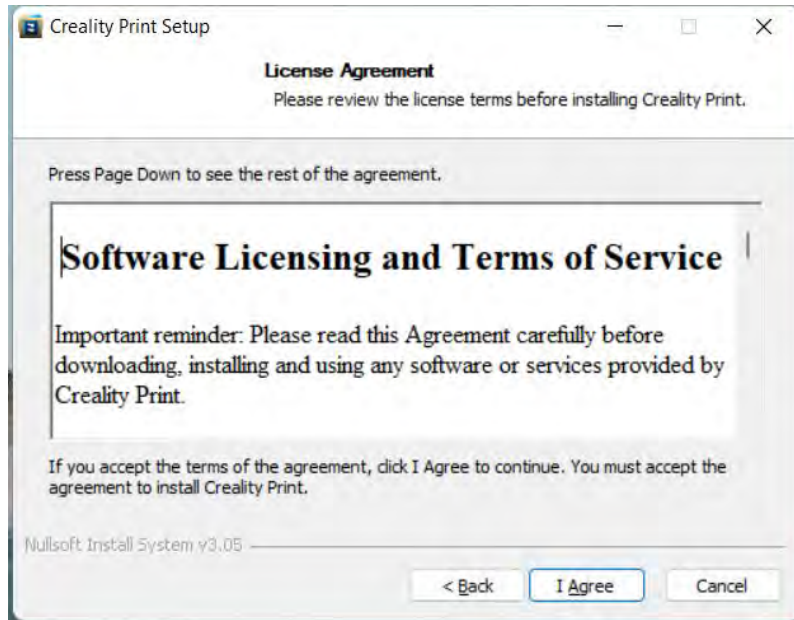 Creality Print Setup
License Agreement
Please review the license terms before installing Creality Print.
Press Page Down to see the rest of the agreement.
Software Licensing and Terms of Service
Important reminder: Please read this Agreement carefully before
downloading, installing and using any software or services provided by
Creality Print.
If you accept the terms of the agreement, click I Agree to continue. You must accept the
agreement to install Creality Print.
Nullsoft Install System v3.05
< Back I Agree Cancel